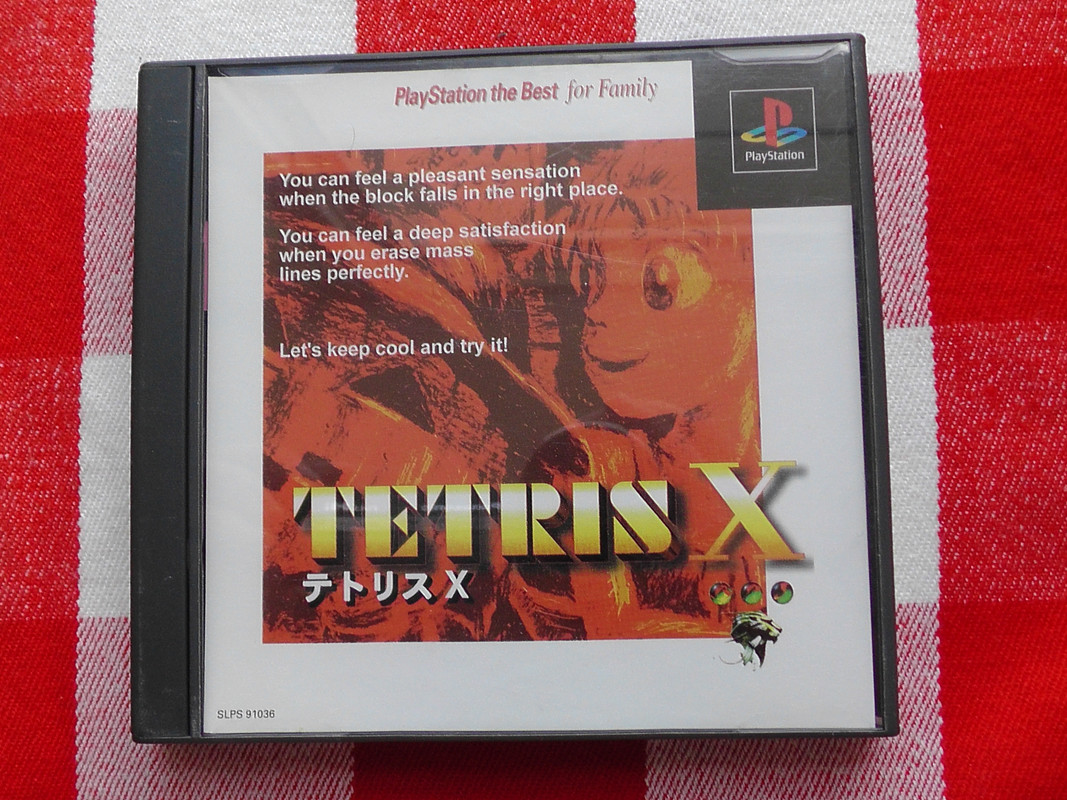 PlayStation the Best for Family
PlayStation
You can feel a pleasant sensation
when the block falls in the right place.
You can feel a deep satisfaction
when you erase mass
lines perfectly.
Let's keep cool and try it!
TETRIS X
テトリス X
SLPS 91036